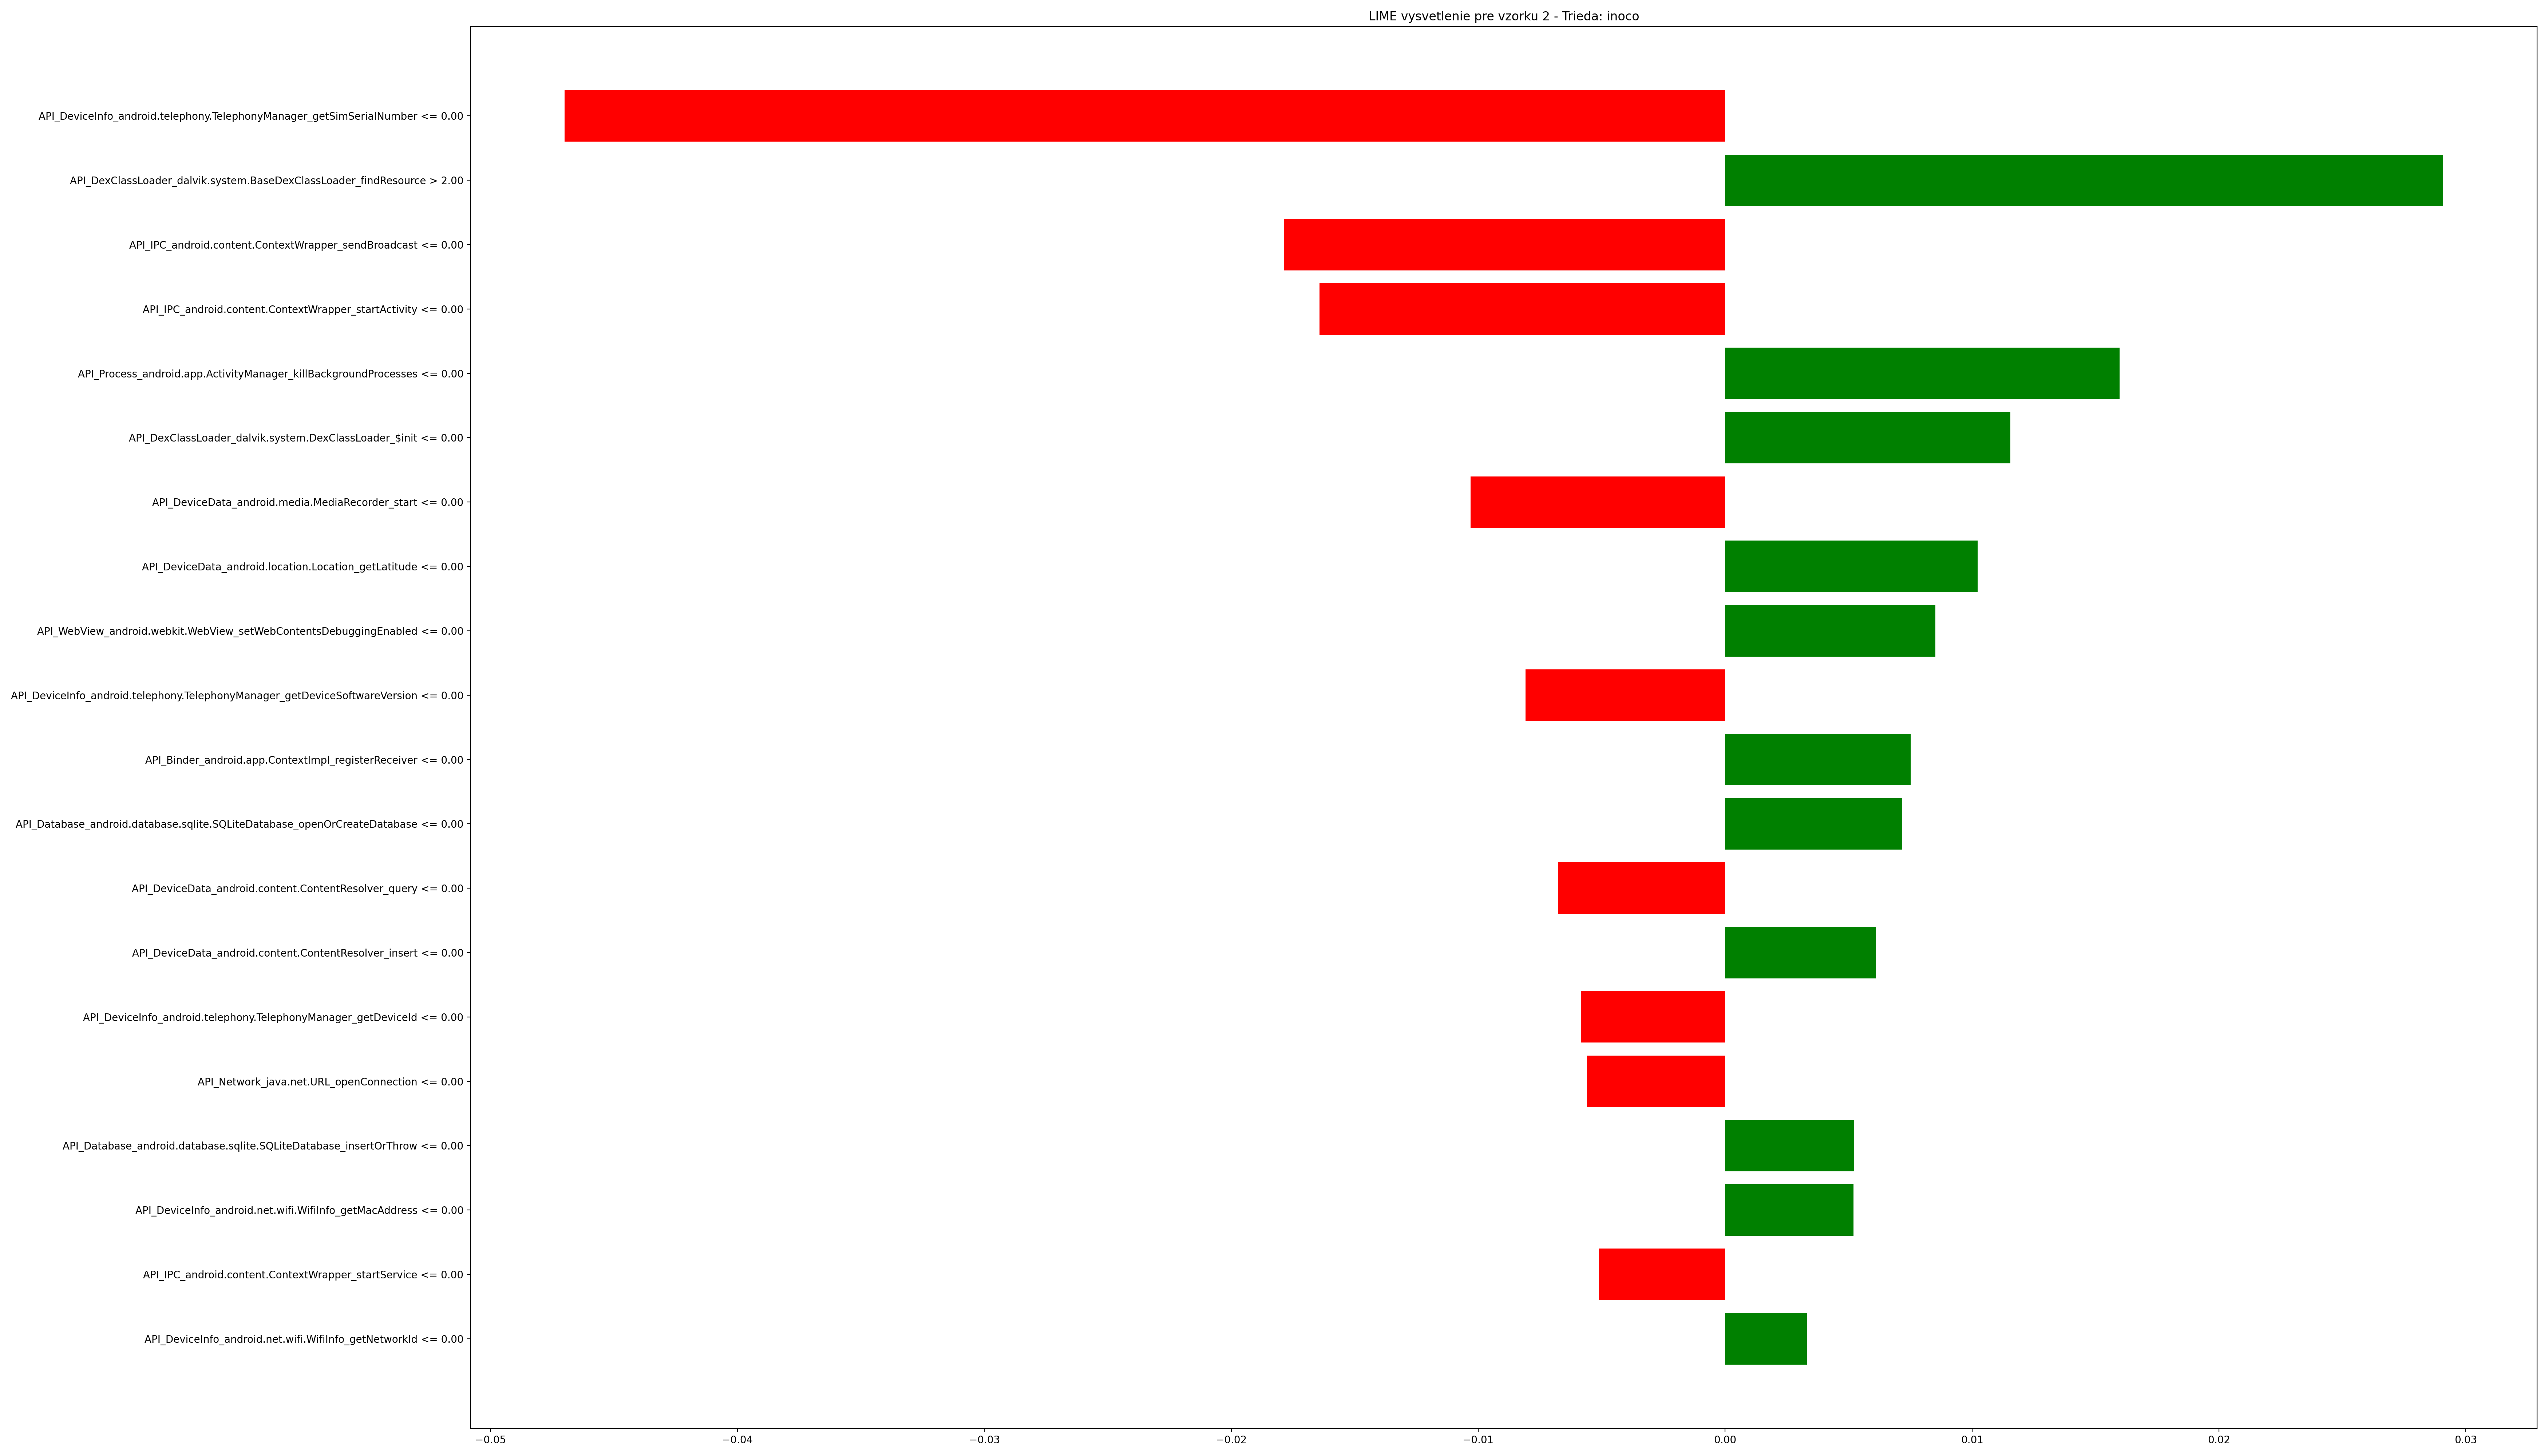 LIME vysvetlenie pre vzorku 2 - Trieda: inoco
API_DeviceInfo_android.telephony.TelephonyManager_getSimSerialNumber <= 0.00
API_DexClassLoader_dalvik.system.BaseDexClassLoader_findResource > 2.00
API_IPC_android.content.ContextWrapper_sendBroadcast <= 0.00
API_IPC_android.content.ContextWrapper_startActivity <= 0.00
API_Process_android.app.ActivityManager_killBackgroundProcesses <= 0.00
API_DexClassLoader_dalvik.system.DexClassLoader_$init <= 0.00
API_DeviceData_android.media.MediaRecorder_start <= 0.00
API_DeviceData_android.location.Location_getLatitude <= 0.00
API_WebView_android.webkit.WebView_setWebContentsDebuggingEnabled <= 0.00
API_DeviceInfo_android.telephony.TelephonyManager_getDeviceSoftwareVersion <= 0.00
API_Binder_android.app.ContextImpl_registerReceiver <= 0.00
API_Database_android.database.sqlite.SQLiteDatabase_openOrCreateDatabase <= 0.00
API_DeviceData_android.content.ContentResolver_query <= 0.00
API_DeviceData_android.content.ContentResolver_insert <= 0.00
API_DeviceInfo_android.telephony.TelephonyManager_getDeviceId <= 0.00
API_Network_java.net.URL_openConnection <= 0.00
API_Database_android.database.sqlite.SQLiteDatabase_insertOrThrow <= 0.00
API_DeviceInfo_android.net.wifi.WifiInfo_getMacAddress <= 0.00
API_IPC_android.content.ContextWrapper_startService <= 0.00
API_DeviceInfo_android.net.wifi.WifiInfo_getNetworkId <= 0.00
−0.05 −0.04 −0.03 −0.02 −0.01 0.00 0.01 0.02 0.03